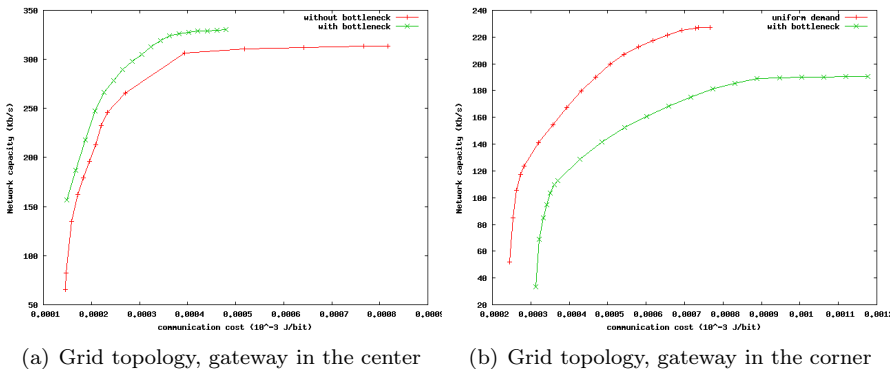 350
300
250
200
150
100
50
Network capacity (Kb/s)
without bottleneck
with bottleneck
0.0001 0.0002 0.0003 0.0004 0.0005 0.0006 0.0007 0.0008 0.0009
communication cost (10^-3 J/bit)
(a) Grid topology, gateway in the center
240
220
200
180
160
140
120
100
80
60
40
20
Network capacity (Kb/s)
uniform demand
with bottleneck
0.0002 0.0003 0.0004 0.0005 0.0006 0.0007 0.0008 0.0009 0.001 0.0011 0.0012
communication cost (10^-3 J/bit)
(b) Grid topology, gateway in the corner